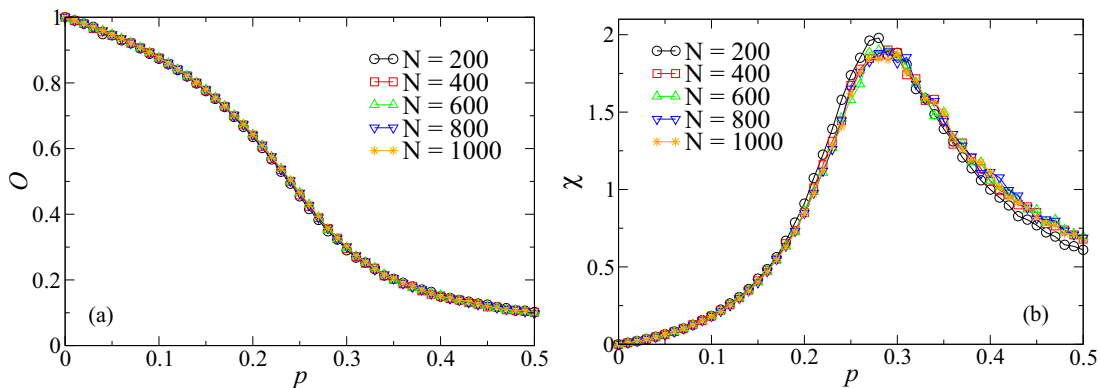 1
0.8
0.6
0.4
0.2
0
O
N = 200
N = 400
N = 600
N = 800
N = 1000
(a)
0 0.1 0.2 0.3 0.4 0.5
p
2
1.5
1
0.5
0
χ
N = 200
N = 400
N = 600
N = 800
N = 1000
(b)
0 0.1 0.2 0.3 0.4 0.5
p